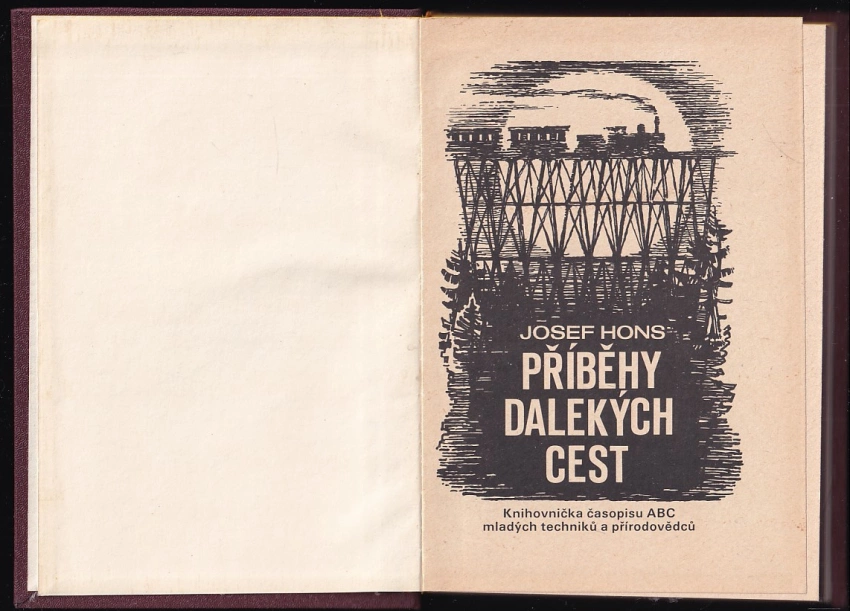 JOSEF HONS
PŘÍBĚHY
DALEKÝCH
CEST
Knihovnička časopisu ABC
mladých techniků a přírodovědců